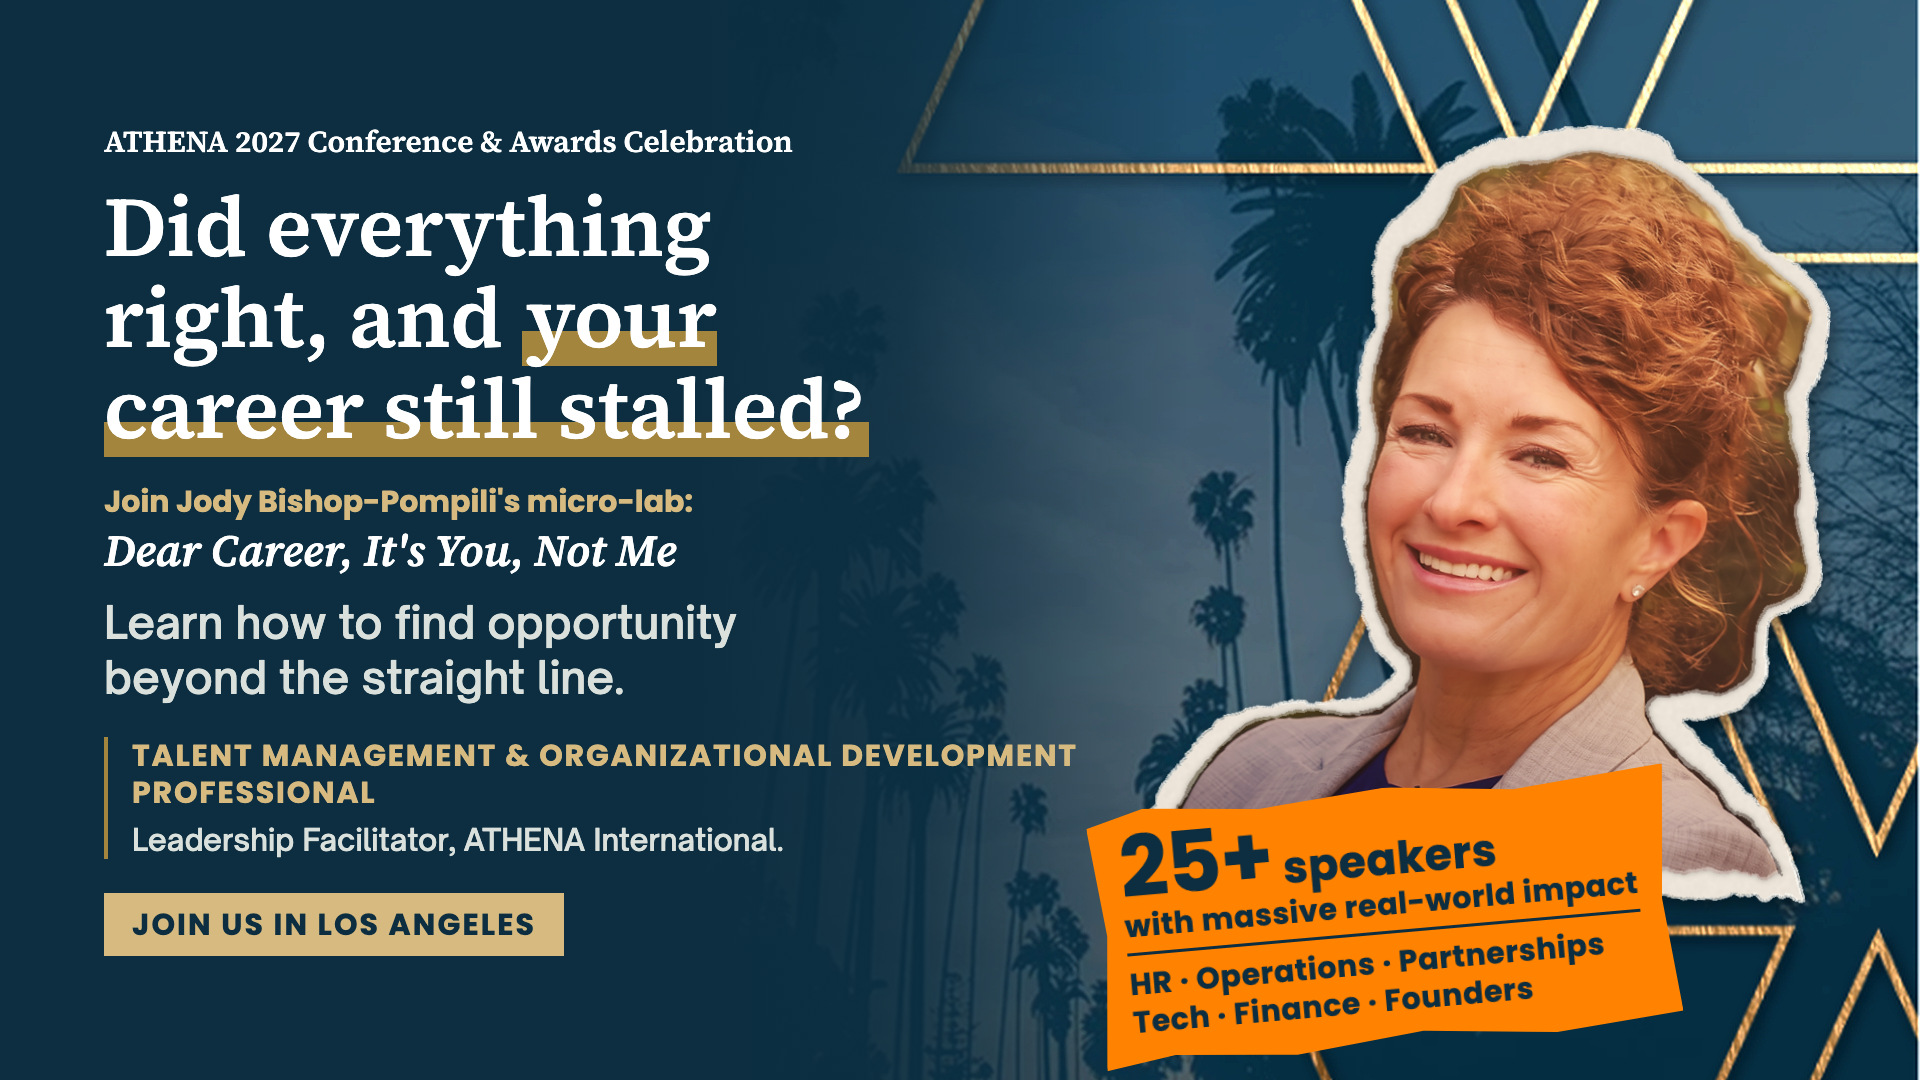 ATHENA 2027 Conference & Awards Celebration
Did everything
right, and your
career still stalled?
Join Jody Bishop-Pompili's micro-lab:
Dear Career, It's You, Not Me
Learn how to find opportunity
beyond the straight line.
TALENT MANAGEMENT & ORGANIZATIONAL DEVELOPMENT
PROFESSIONAL
Leadership Facilitator, ATHENA International.
JOIN US IN LOS ANGELES
25+ speakers
with massive real-world impact
HR · Operations · Partnerships
Tech · Finance · Founders